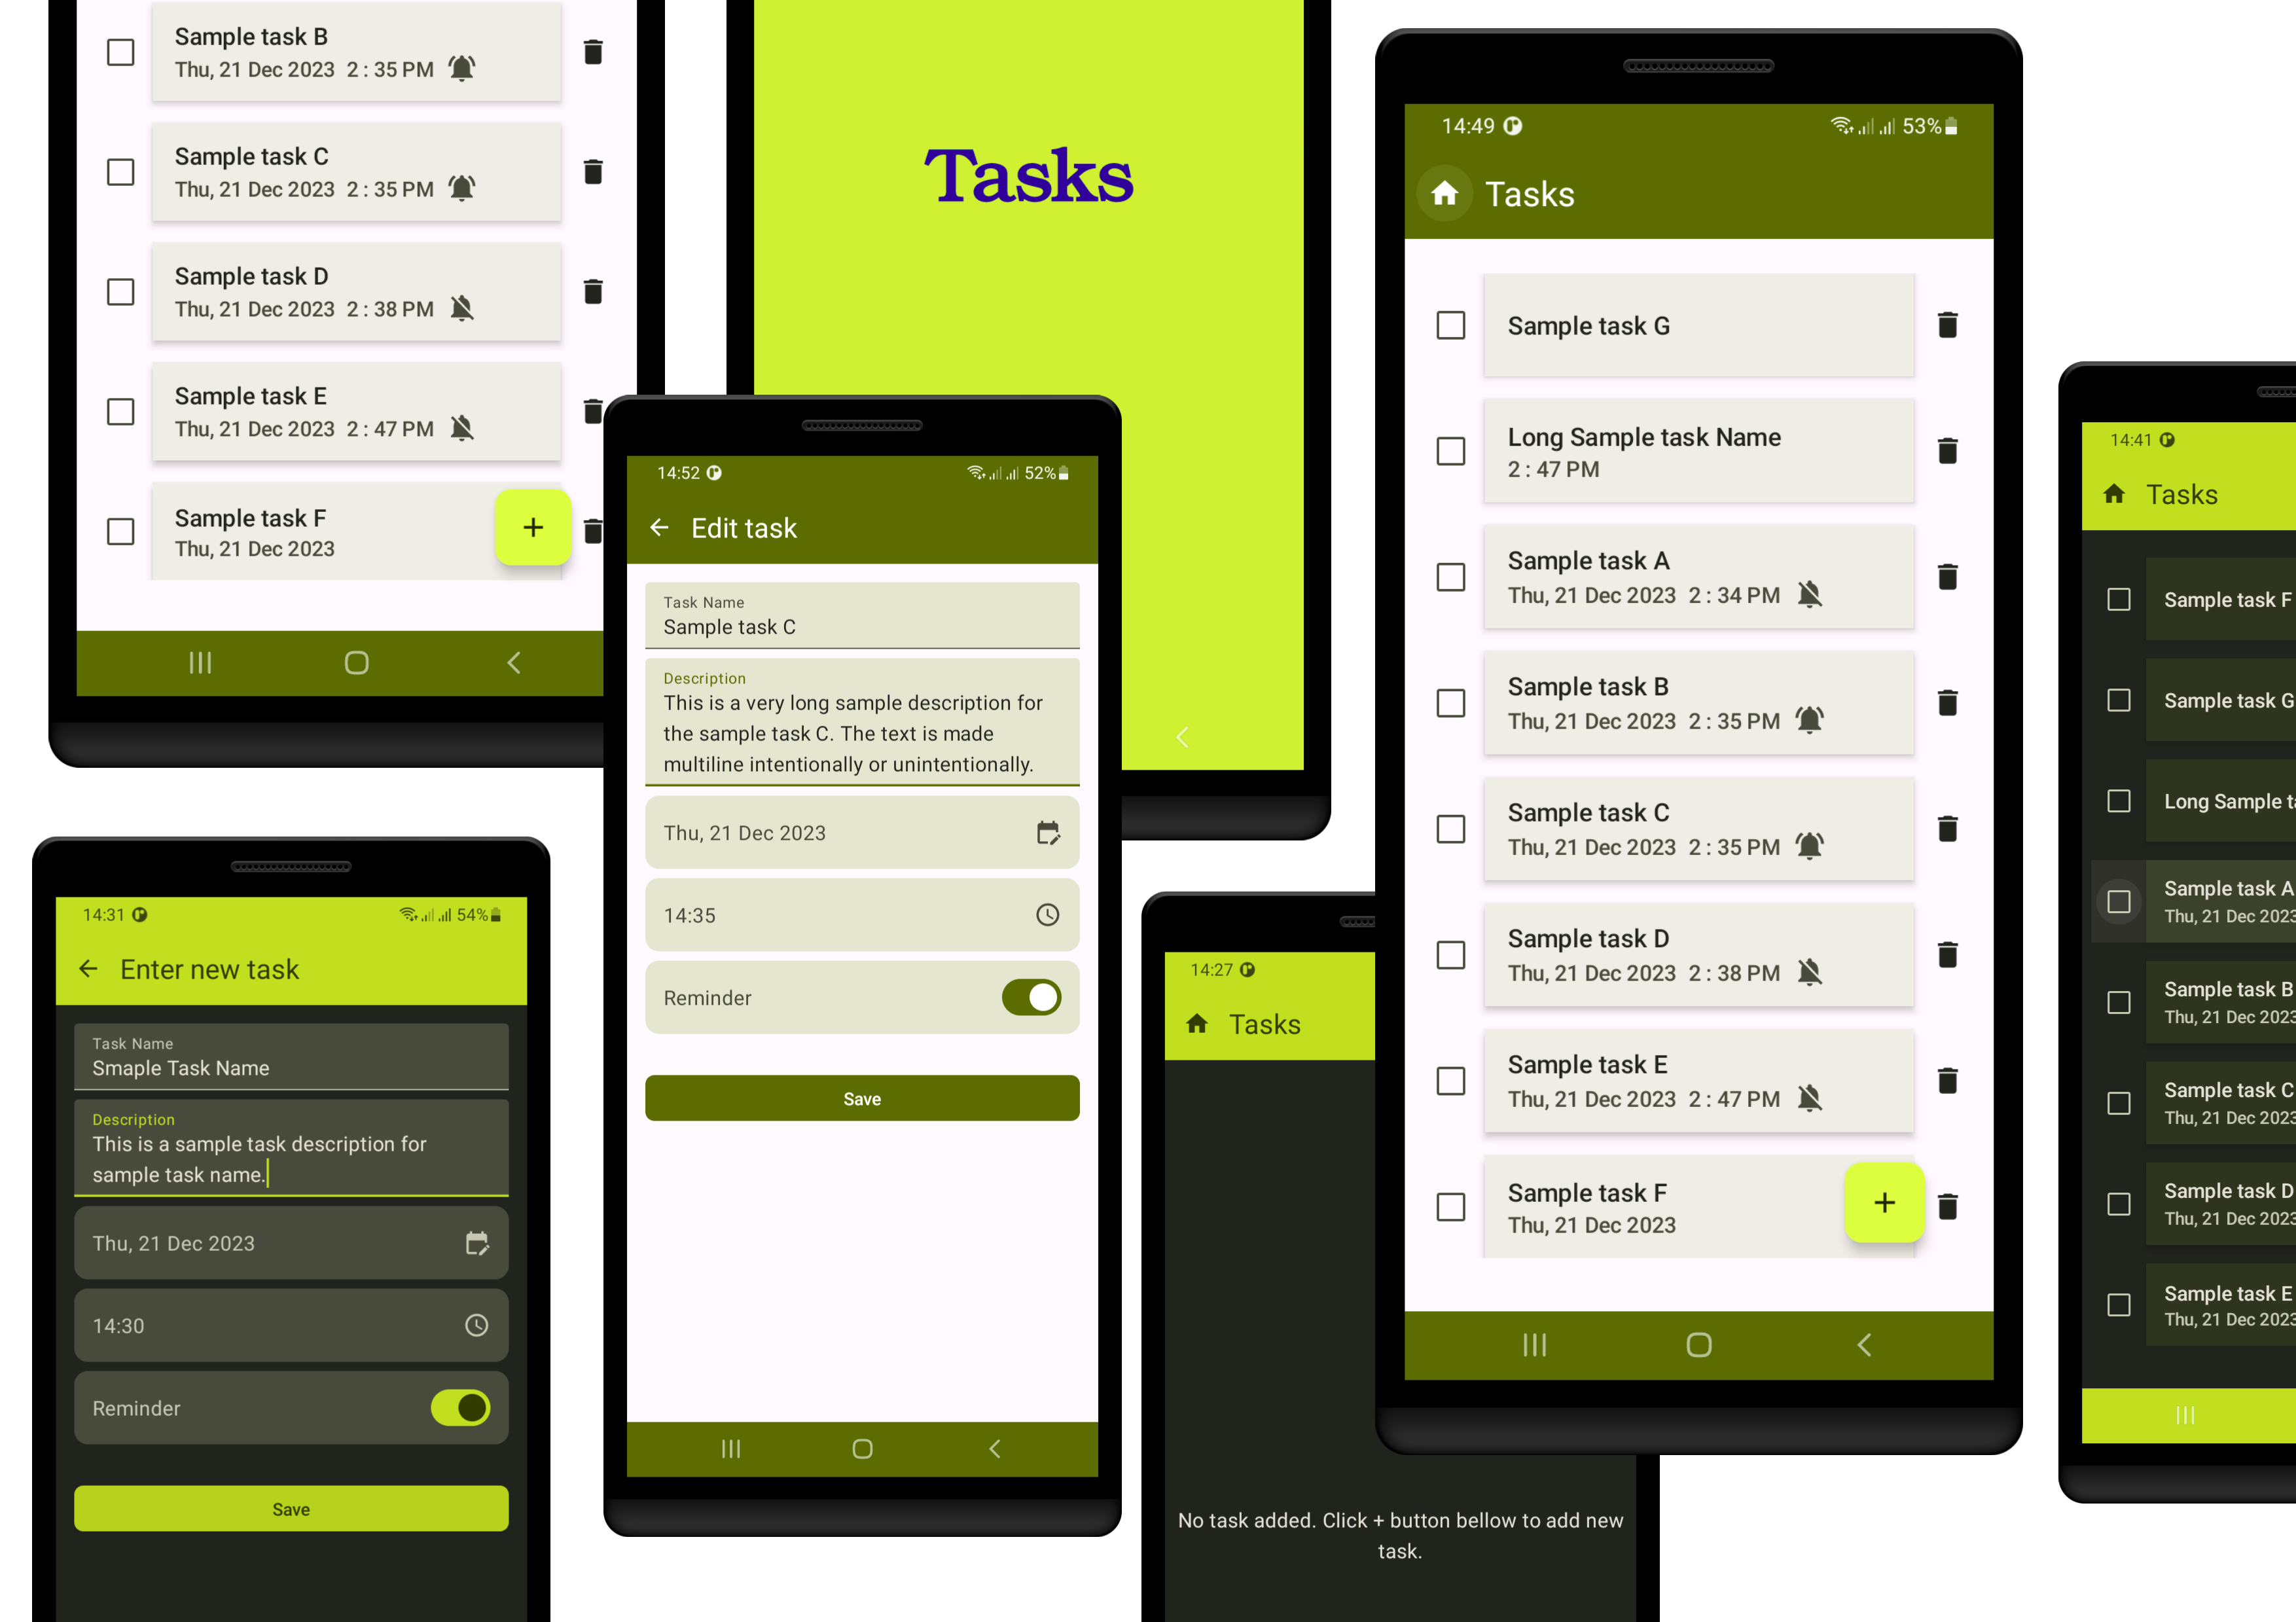 Sample task B
Thu, 21 Dec 2023 2 : 35 PM
Sample task C
Thu, 21 Dec 2023 2 : 35 PM
Sample task D
Thu, 21 Dec 2023 2 : 38 PM
Sample task E
Thu, 21 Dec 2023 2 : 47 PM
Sample task F
Thu, 21 Dec 2023
+
Tasks
14:52 52%
Edit task
Task Name
Sample task C
Description
This is a very long sample description for
the sample task C. The text is made
multiline intentionally or unintentionally.
Thu, 21 Dec 2023
14:35
Reminder
Save
14:49 53%
Tasks
Sample task G
Long Sample task Name
2 : 47 PM
Sample task A
Thu, 21 Dec 2023 2 : 34 PM
Sample task B
Thu, 21 Dec 2023 2 : 35 PM
Sample task C
Thu, 21 Dec 2023 2 : 35 PM
Sample task D
Thu, 21 Dec 2023 2 : 38 PM
Sample task E
Thu, 21 Dec 2023 2 : 47 PM
Sample task F
Thu, 21 Dec 2023
+
14:31 54%
Enter new task
Task Name
Smaple Task Name
Description
This is a sample task description for
sample task name.
Thu, 21 Dec 2023
14:30
Reminder
Save
14:27
Tasks
No task added. Click + button bellow to add new
task.
14:41
Tasks
Sample task F
Sample task G
Long Sample
Sample task A
Thu, 21 Dec 2023
Sample task B
Thu, 21 Dec 2023
Sample task C
Thu, 21 Dec 2023
Sample task D
Thu, 21 Dec 2023
Sample task E
Thu, 21 Dec 2023